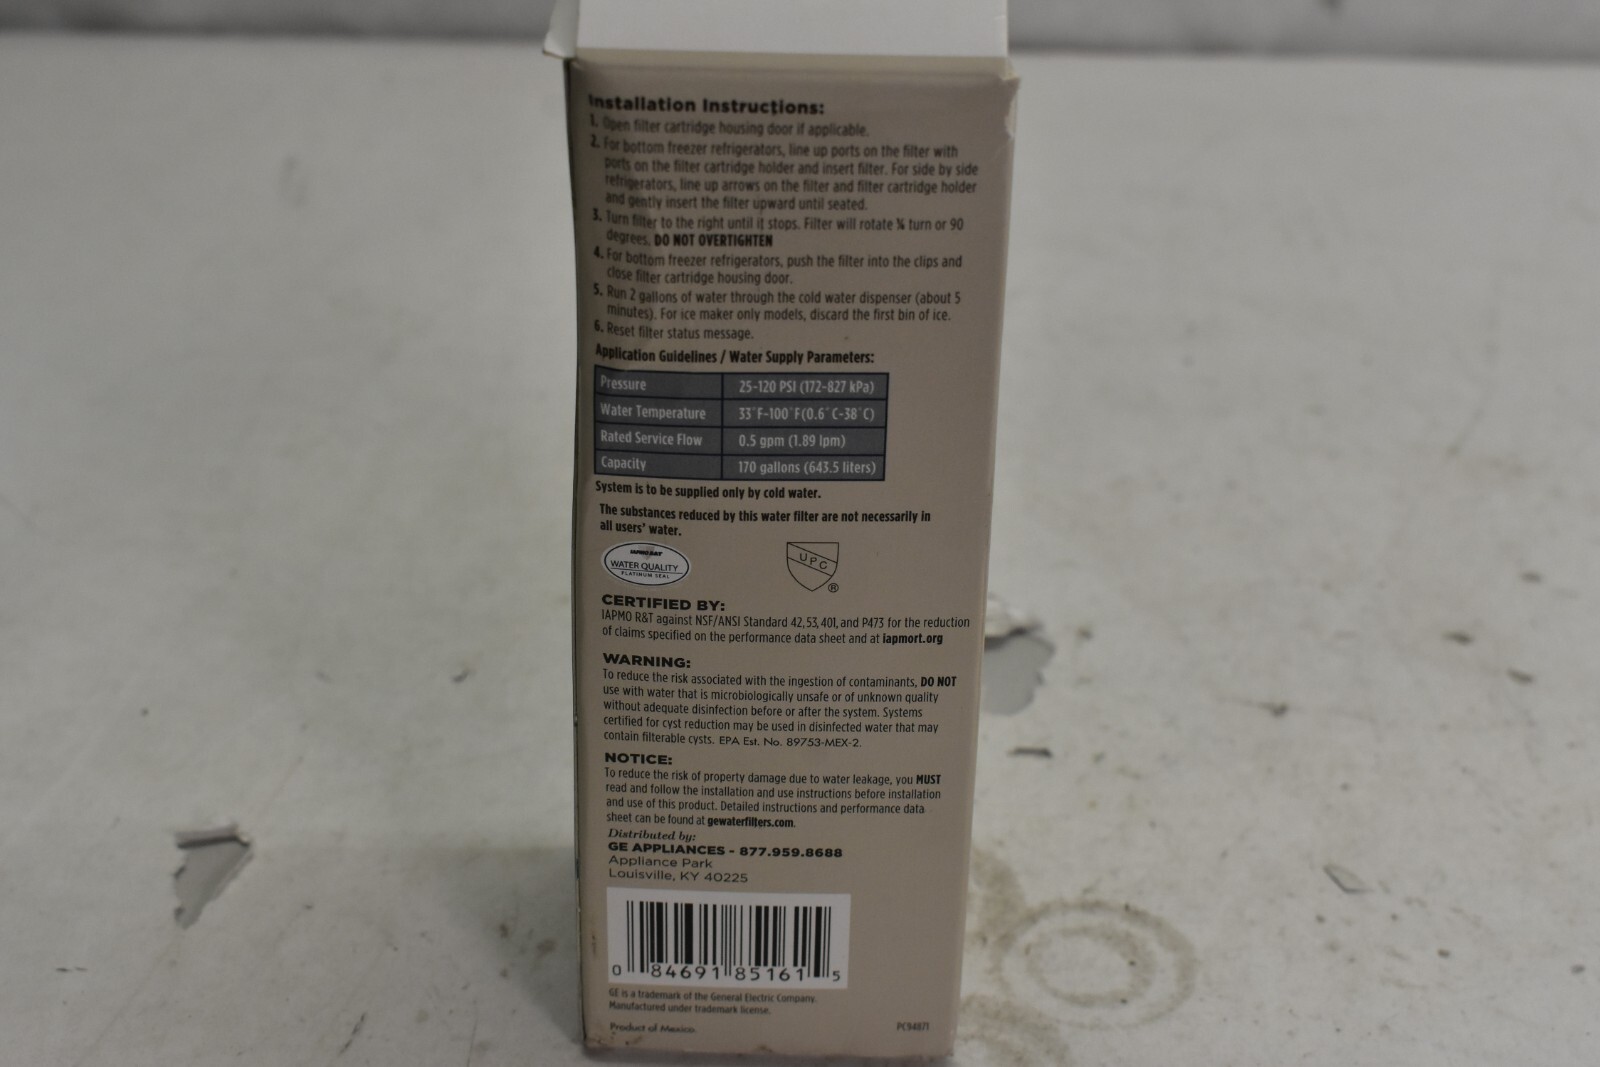 Installation Instructions:
1. Open filter cartridge housing door if applicable.
2. For bottom freezer refrigerators, line up ports on the filter with
ports on the filter cartridge holder and insert filter. For side by side
refrigerators, line up arrows on the filter and filter cartridge holder
and gently insert the filter upward until seated.
3. Turn filter to the right until it stops. Filter will rotate ¼ turn or 90
degrees. DO NOT OVERTIGHTEN
4. For bottom freezer refrigerators, push the filter into the clips and
close filter cartridge housing door.
5. Run 2 gallons of water through the cold water dispenser (about 5
minutes). For ice maker only models, discard the first bin of ice.
6. Reset filter status message.
Application Guidelines / Water Supply Parameters:
Pressure 25-120 PSI (172-827 kPa)
Water Temperature 33°F-100°F(0.6°C-38°C)
Rated Service Flow 0.5 gpm (1.89 lpm)
Capacity 170 gallons (643.5 liters)
System is to be supplied only by cold water.
The substances reduced by this water filter are not necessarily in
all users' water.
IAPMO R&T
WATER QUALITY
PLATINUM SEAL
UPC
®
CERTIFIED BY:
IAPMO R&T against NSF/ANSI Standard 42, 53, 401, and P473 for the reduction
of claims specified on the performance data sheet and at iapmort.org
WARNING:
To reduce the risk associated with the ingestion of contaminants, DO NOT
use with water that is microbiologically unsafe or of unknown quality
without adequate disinfection before or after the system. Systems
certified for cyst reduction may be used in disinfected water that may
contain filterable cysts. EPA Est. No. 89753-MEX-2.
NOTICE:
To reduce the risk of property damage due to water leakage, you MUST
read and follow the installation and use instructions before installation
and use of this product. Detailed instructions and performance data
sheet can be found at gewaterfilters.com.
Distributed by:
GE APPLIANCES - 877.959.8688
Appliance Park
Louisville, KY 40225
0 84691 85161 5
GE is a trademark of the General Electric Company.
Manufactured under trademark license.
Product of Mexico PC94871